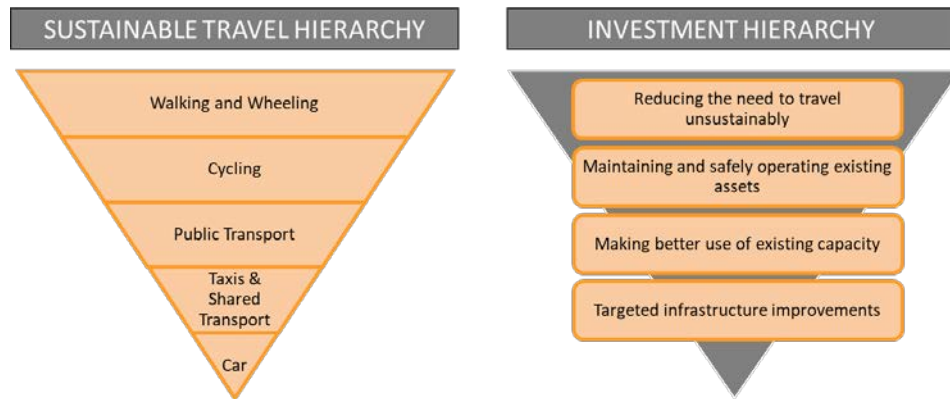 SUSTAINABLE TRAVEL HIERARCHY
Walking and Wheeling
Cycling
Public Transport
Taxis &
Shared
Transport
Car
INVESTMENT HIERARCHY
Reducing the need to travel
unsustainably
Maintaining and safely operating existing
assets
Making better use of existing capacity
Targeted infrastructure improvements